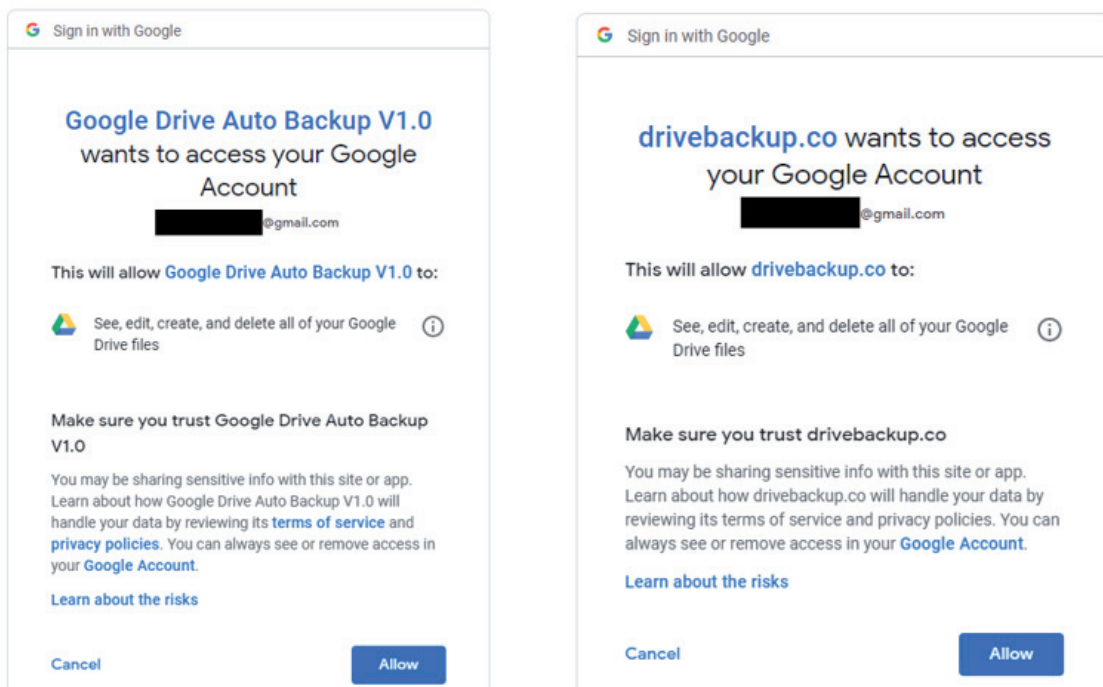 Sign in with Google
Google Drive Auto Backup V1.0
wants to access your Google
Account
@gmail.com
This will allow Google Drive Auto Backup V1.0 to:
See, edit, create, and delete all of your Google
Drive files
Make sure you trust Google Drive Auto Backup
V1.0
You may be sharing sensitive info with this site or app.
Learn about how Google Drive Auto Backup V1.0 will
handle your data by reviewing its terms of service and
privacy policies. You can always see or remove access in
your Google Account.
Learn about the risks
Cancel
Allow
Sign in with Google
drivebackup.co wants to access
your Google Account
@gmail.com
This will allow drivebackup.co to:
See, edit, create, and delete all of your Google
Drive files
Make sure you trust drivebackup.co
You may be sharing sensitive info with this site or app.
Learn about how drivebackup.co will handle your data by
reviewing its terms of service and privacy policies. You can
always see or remove access in your Google Account.
Learn about the risks
Cancel
Allow